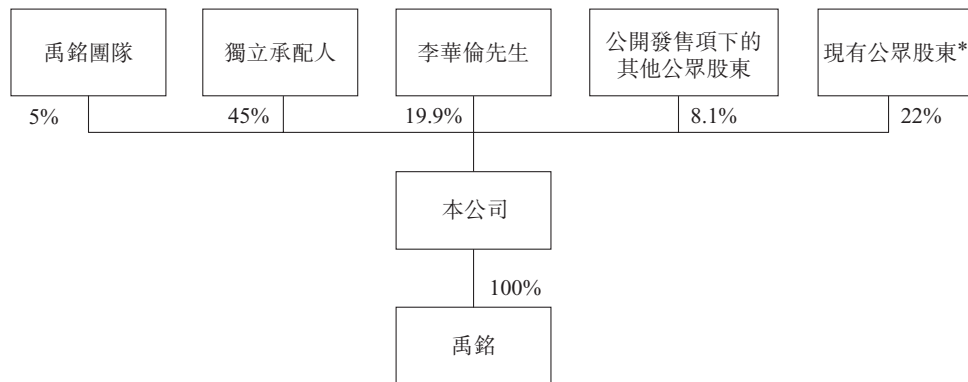 禹銘團隊
獨立承配人
李華倫先生
公開發售項下的
其他公眾股東
現有公眾股東*
5%
45%
19.9%
8.1%
22%
本公司
100%
禹銘